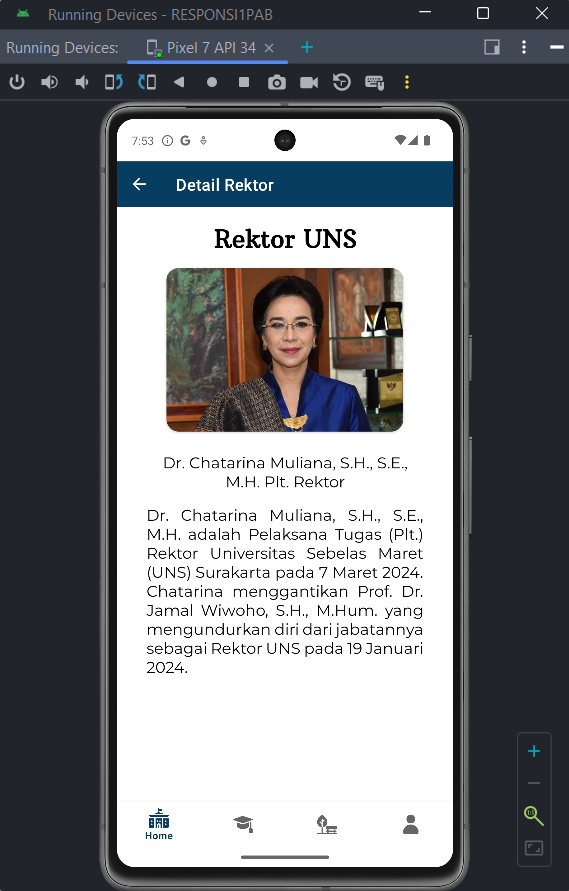 Running Devices - RESPONSI1PAB
Running Devices:
Pixel 7 API 34
7:53
G
Detail Rektor
Rektor UNS
Dr. Chatarina Muliana, S.H., S.E.,
M.H. Plt. Rektor
Dr. Chatarina Muliana, S.H., S.E.,
M.H. adalah Pelaksana Tugas (Plt.)
Rektor Universitas Sebelas Maret
(UNS) Surakarta pada 7 Maret 2024.
Chatarina menggantikan Prof. Dr.
Jamal Wiwoho, S.H., M.Hum. yang
mengundurkan diri dari jabatannya
sebagai Rektor UNS pada 19 Januari
2024.
Home